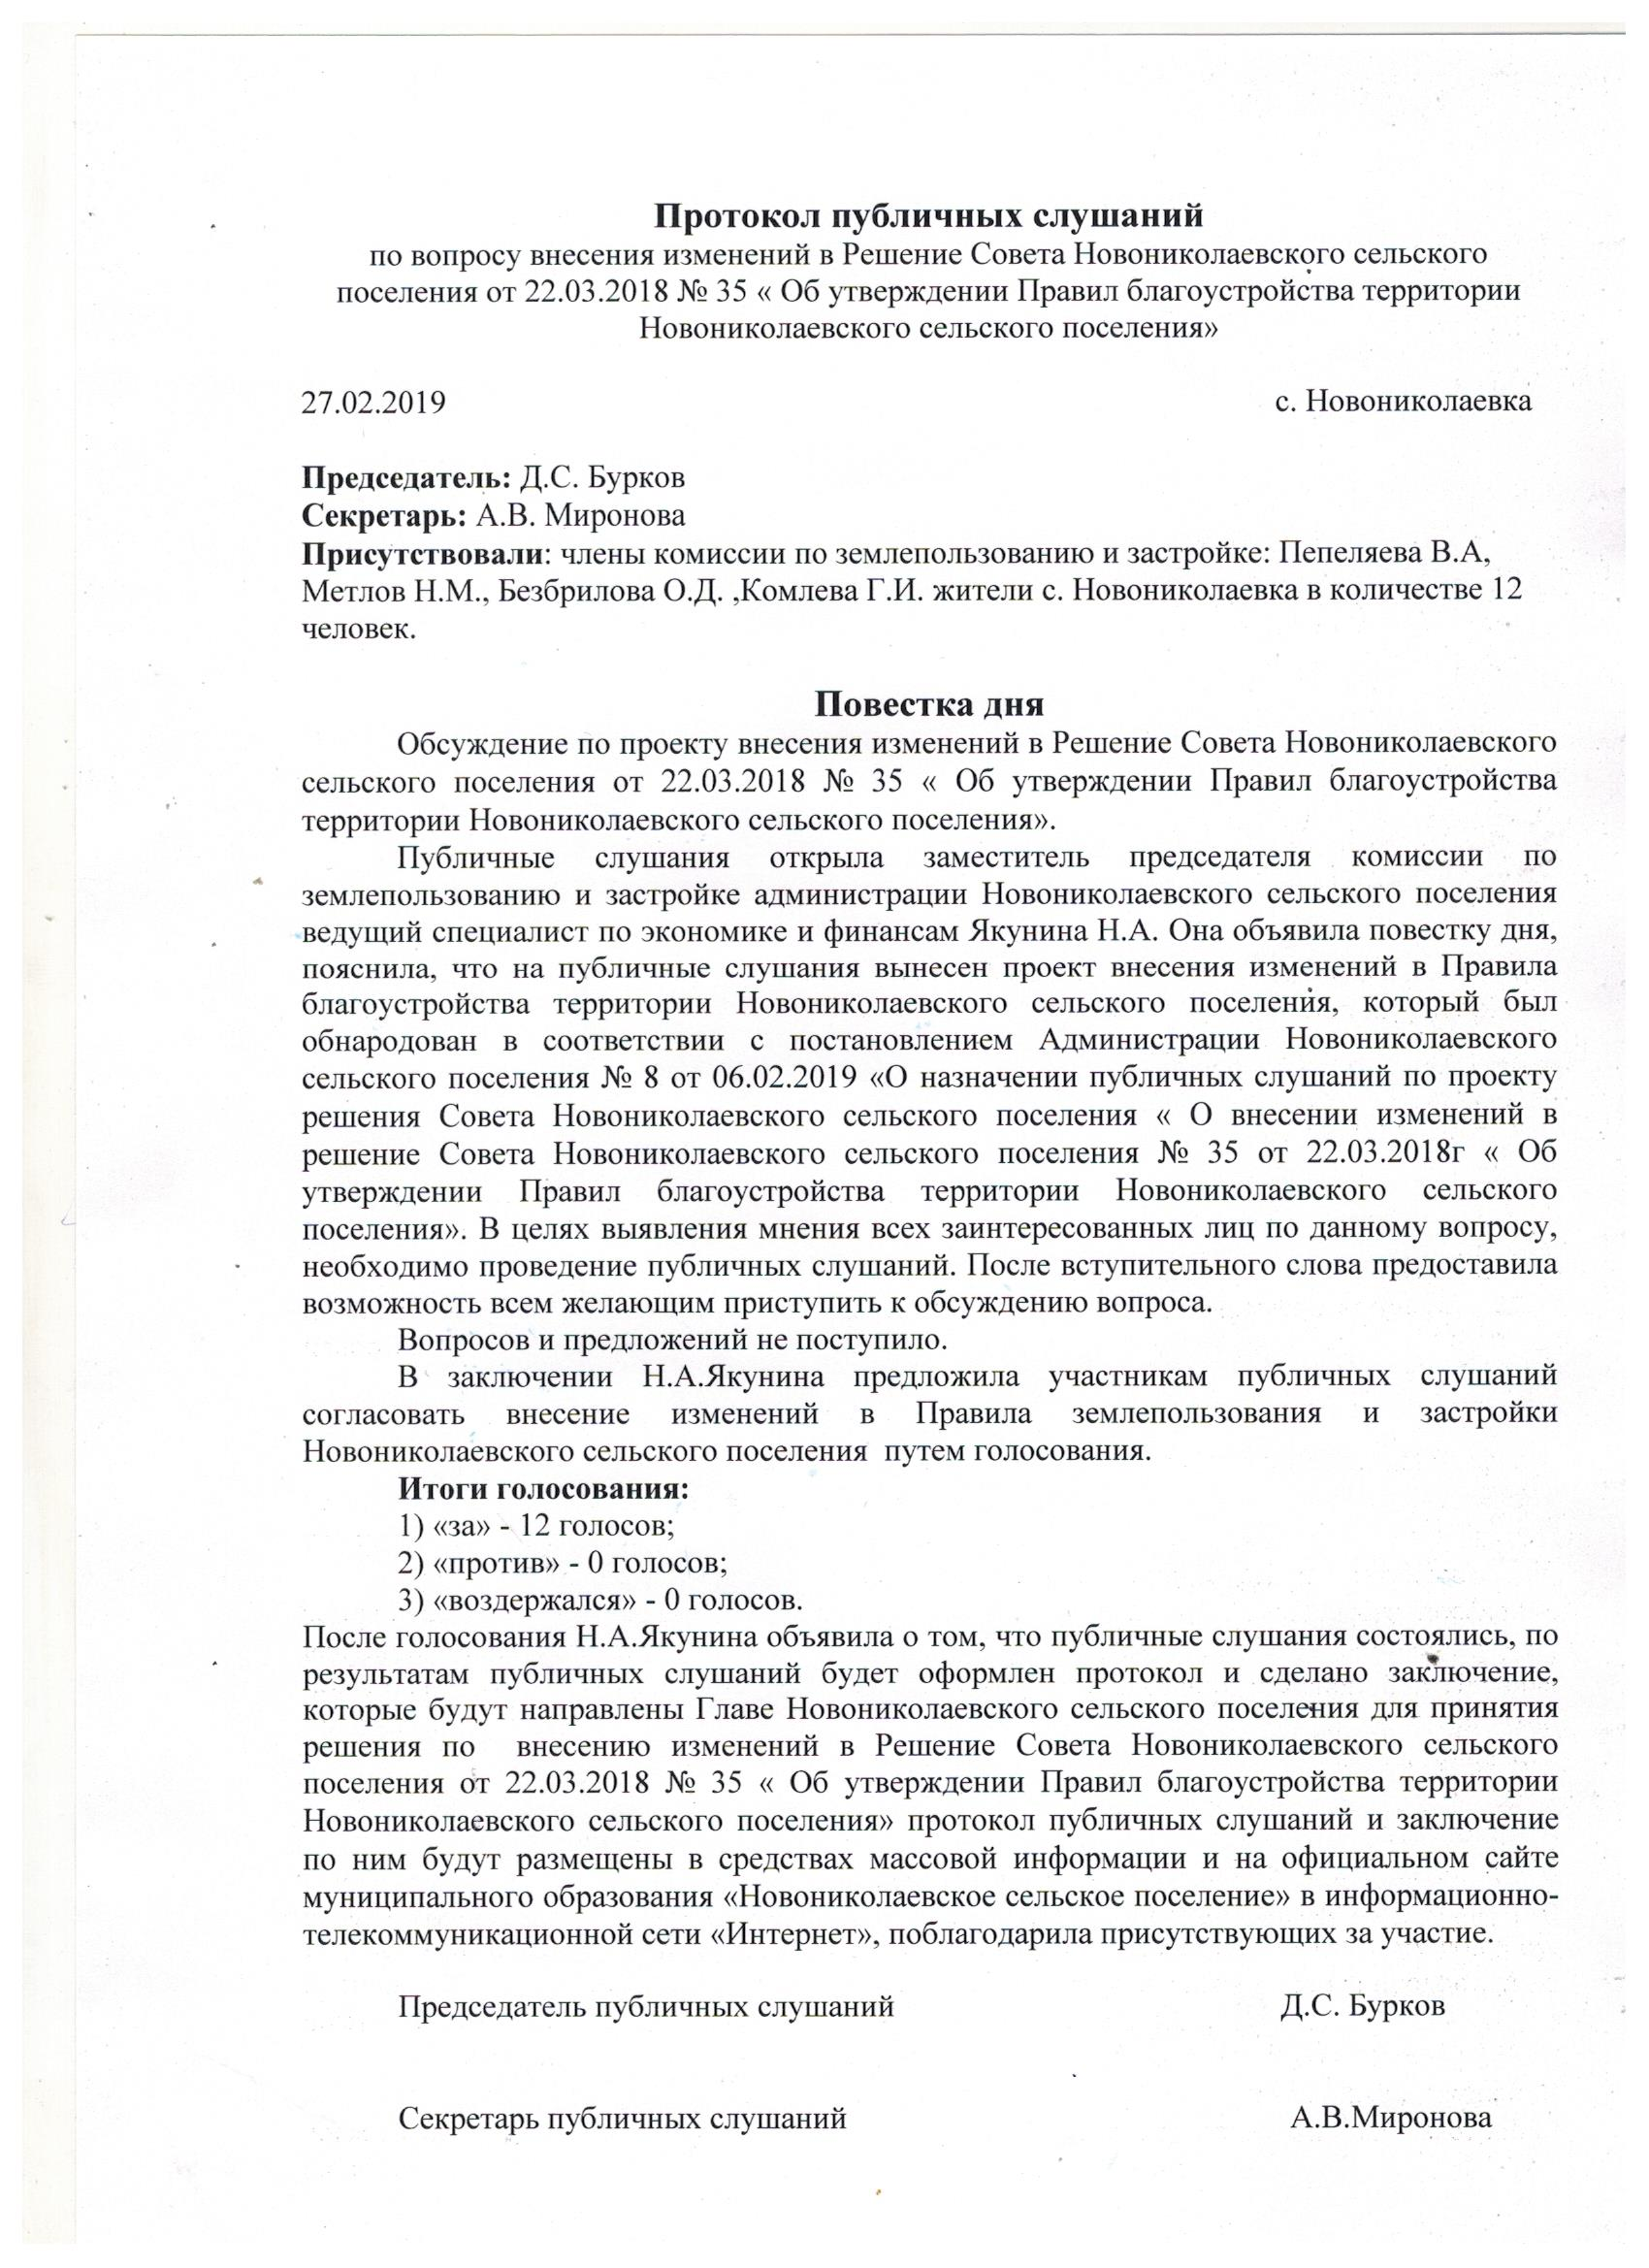 Протокол публичных слушаний
по вопросу внесения изменений в Решение Совета Новониколаевского сельского
поселения от 22.03.2018 № 35 « Об утверждении Правил благоустройства территории
Новониколаевского сельского поселения»
27.02.2019 с. Новониколаевка
Председатель: Д.С. Бурков
Секретарь: А.В. Миронова
Присутствовали: члены комиссии по землепользованию и застройке: Пепеляева В.А,
Метлов Н.М., Безбрилова О.Д. ,Комлева Г.И. жители с. Новониколаевка в количестве 12
человек.
Повестка дня
Обсуждение по проекту внесения изменений в Решение Совета Новониколаевского
сельского поселения от 22.03.2018 № 35 « Об утверждении Правил благоустройства
территории Новониколаевского сельского поселения».
Публичные слушания открыла заместитель председателя комиссии по
землепользованию и застройке администрации Новониколаевского сельского поселения
ведущий специалист по экономике и финансам Якунина Н.А. Она объявила повестку дня,
пояснила, что на публичные слушания вынесен проект внесения изменений в Правила
благоустройства территории Новониколаевского сельского поселения, который был
обнародован в соответствии с постановлением Администрации Новониколаевского
сельского поселения № 8 от 06.02.2019 «О назначении публичных слушаний по проекту
решения Совета Новониколаевского сельского поселения « О внесении изменений в
решение Совета Новониколаевского сельского поселения № 35 от 22.03.2018г « Об
утверждении Правил благоустройства территории Новониколаевского сельского
поселения». В целях выявления мнения всех заинтересованных лиц по данному вопросу,
необходимо проведение публичных слушаний. После вступительного слова предоставила
возможность всем желающим приступить к обсуждению вопроса.
Вопросов и предложений не поступило.
В заключении Н.А.Якунина предложила участникам публичных слушаний
согласовать внесение изменений в Правила землепользования и застройки
Новониколаевского сельского поселения путем голосования.
Итоги голосования:
1) «за» - 12 голосов;
2) «против» - 0 голосов;
3) «воздержался» - 0 голосов.
После голосования Н.А.Якунина объявила о том, что публичные слушания состоялись, по
результатам публичных слушаний будет оформлен протокол и сделано заключение,
которые будут направлены Главе Новониколаевского сельского поселения для принятия
решения по внесению изменений в Решение Совета Новониколаевского сельского
поселения от 22.03.2018 № 35 « Об утверждении Правил благоустройства территории
Новониколаевского сельского поселения» протокол публичных слушаний и заключение
по ним будут размещены в средствах массовой информации и на официальном сайте
муниципального образования «Новониколаевское сельское поселение» в информационно-
телекоммуникационной сети «Интернет», поблагодарила присутствующих за участие.
Председатель публичных слушаний Д.С. Бурков
Секретарь публичных слушаний А.В.Миронова